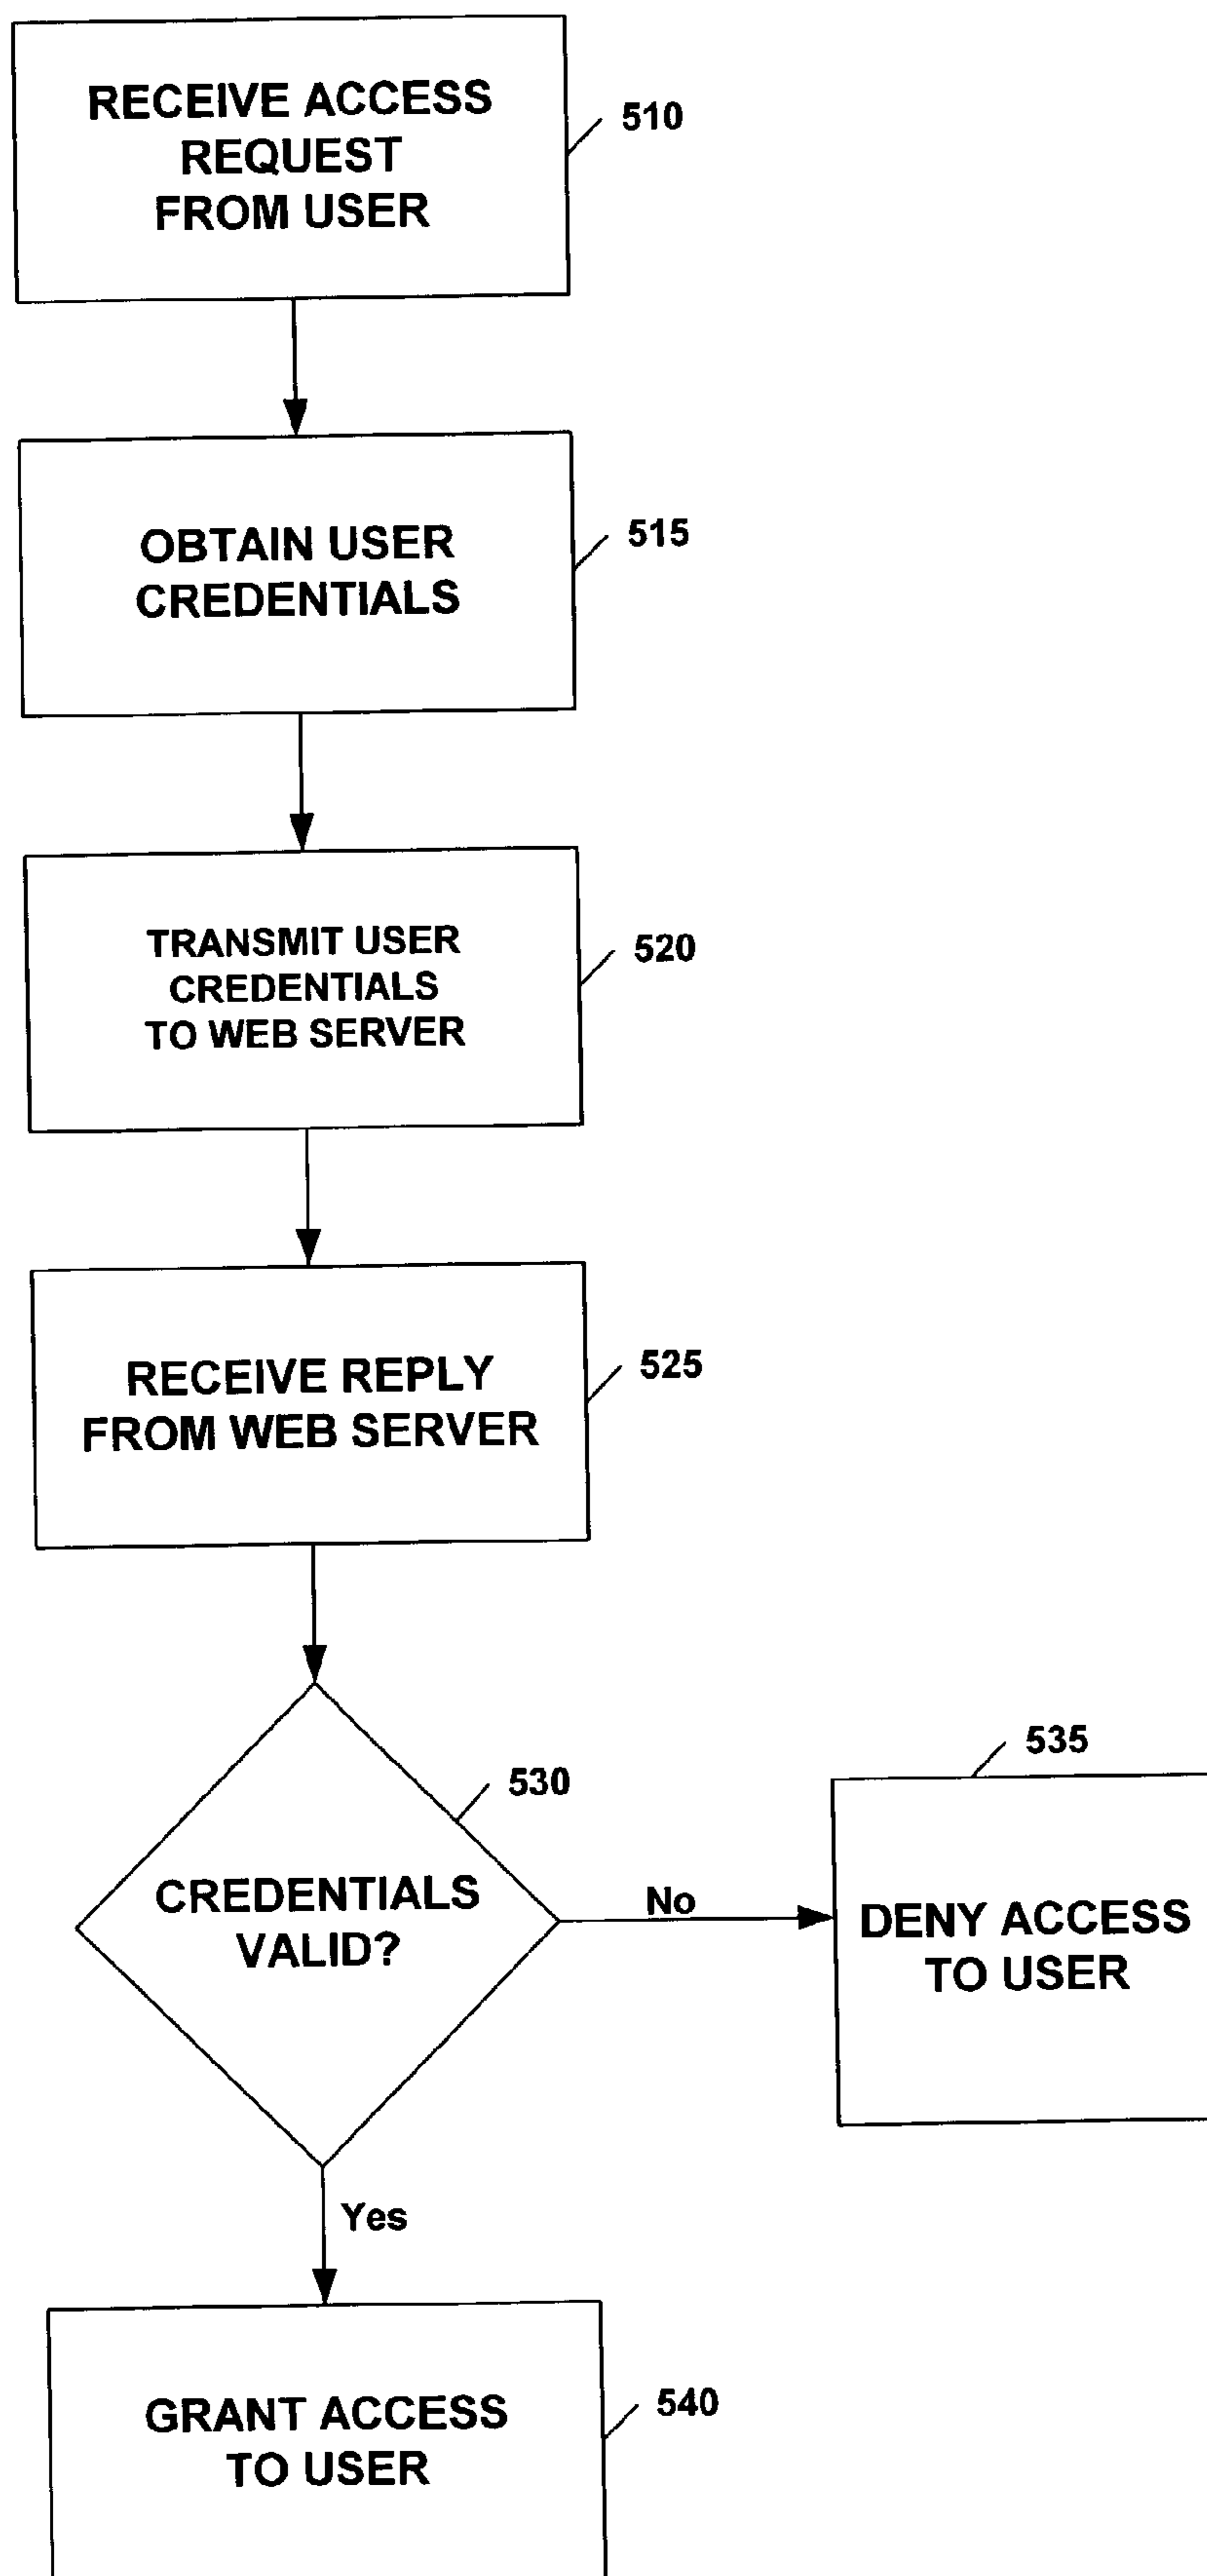 RECEIVE ACCESS
REQUEST
FROM USER
510
OBTAIN USER
CREDENTIALS
515
TRANSMIT USER
CREDENTIALS
TO WEB SERVER
520
RECEIVE REPLY
FROM WEB SERVER
525
530
CREDENTIALS
VALID?
No
535
DENY ACCESS
TO USER
Yes
GRANT ACCESS
TO USER
540